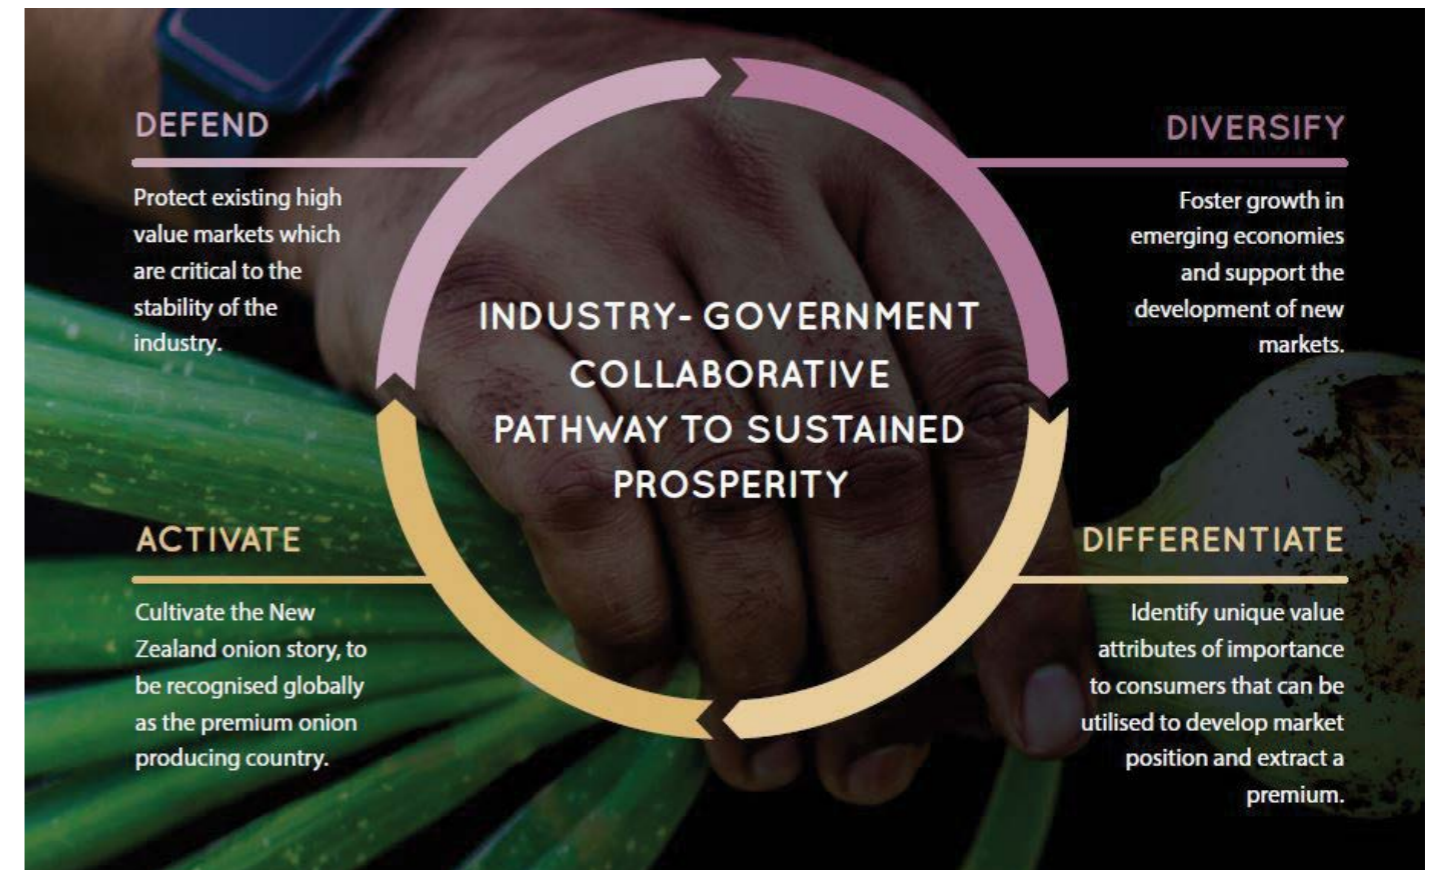 DEFEND
Protect existing high
value markets which
are critical to the
stability of the
industry.
DIVERSIFY
Foster growth in
emerging economies
and support the
development of new
markets.
INDUSTRY- GOVERNMENT
COLLABORATIVE
PATHWAY TO SUSTAINED
PROSPERITY
ACTIVATE
Cultivate the New
Zealand onion story, to
be recognised globally
as the premium onion
producing country.
DIFFERENTIATE
Identify unique value
attributes of importance
to consumers that can be
utilised to develop market
position and extract a
premium.